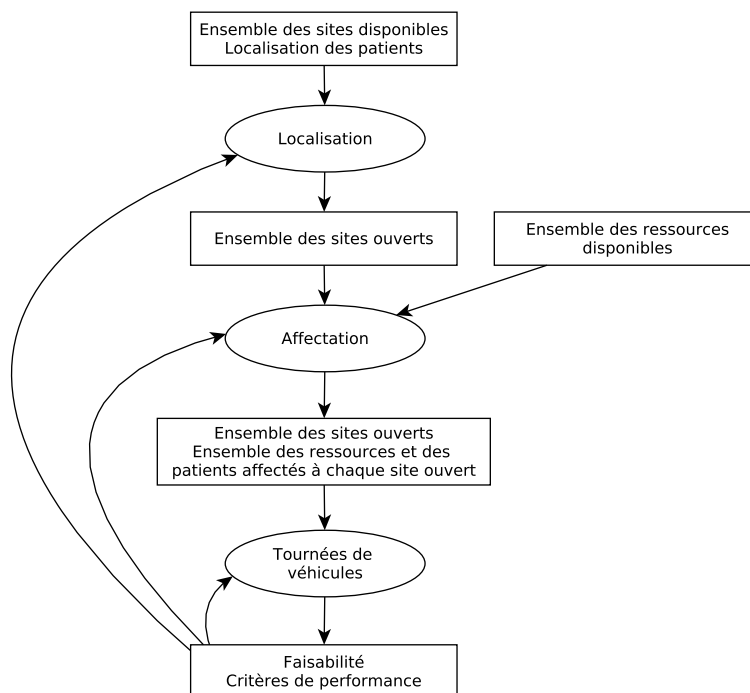 Ensemble des sites disponibles
Localisation des patients
Localisation
Ensemble des sites ouverts
Ensemble des ressources
disponibles
Affectation
Ensemble des sites ouverts
Ensemble des ressources et des
patients affectés à chaque site ouvert
Tournées de
véhicules
Faisabilité
Critères de performance